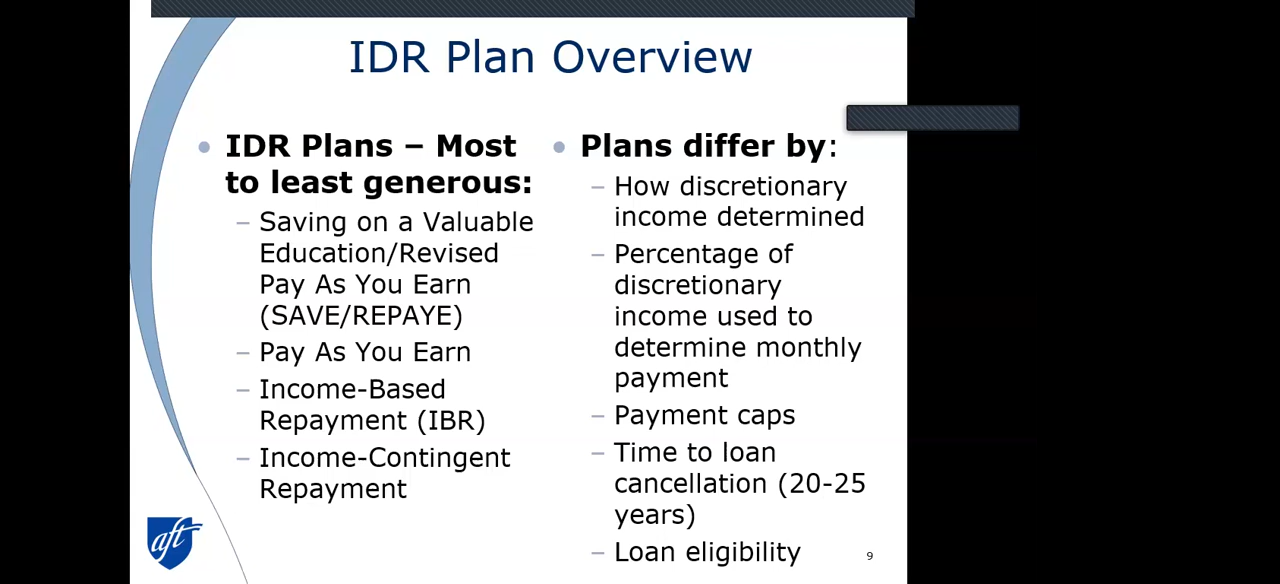 IDR Plan Overview
• IDR Plans – Most
to least generous:
– Saving on a Valuable
Education/Revised
Pay As You Earn
(SAVE/REPAYE)
– Pay As You Earn
– Income-Based
Repayment (IBR)
– Income-Contingent
Repayment
• Plans differ by:
– How discretionary
income determined
– Percentage of
discretionary
income used to
determine monthly
payment
– Payment caps
– Time to loan
cancellation (20-25
years)
– Loan eligibility
aft
9